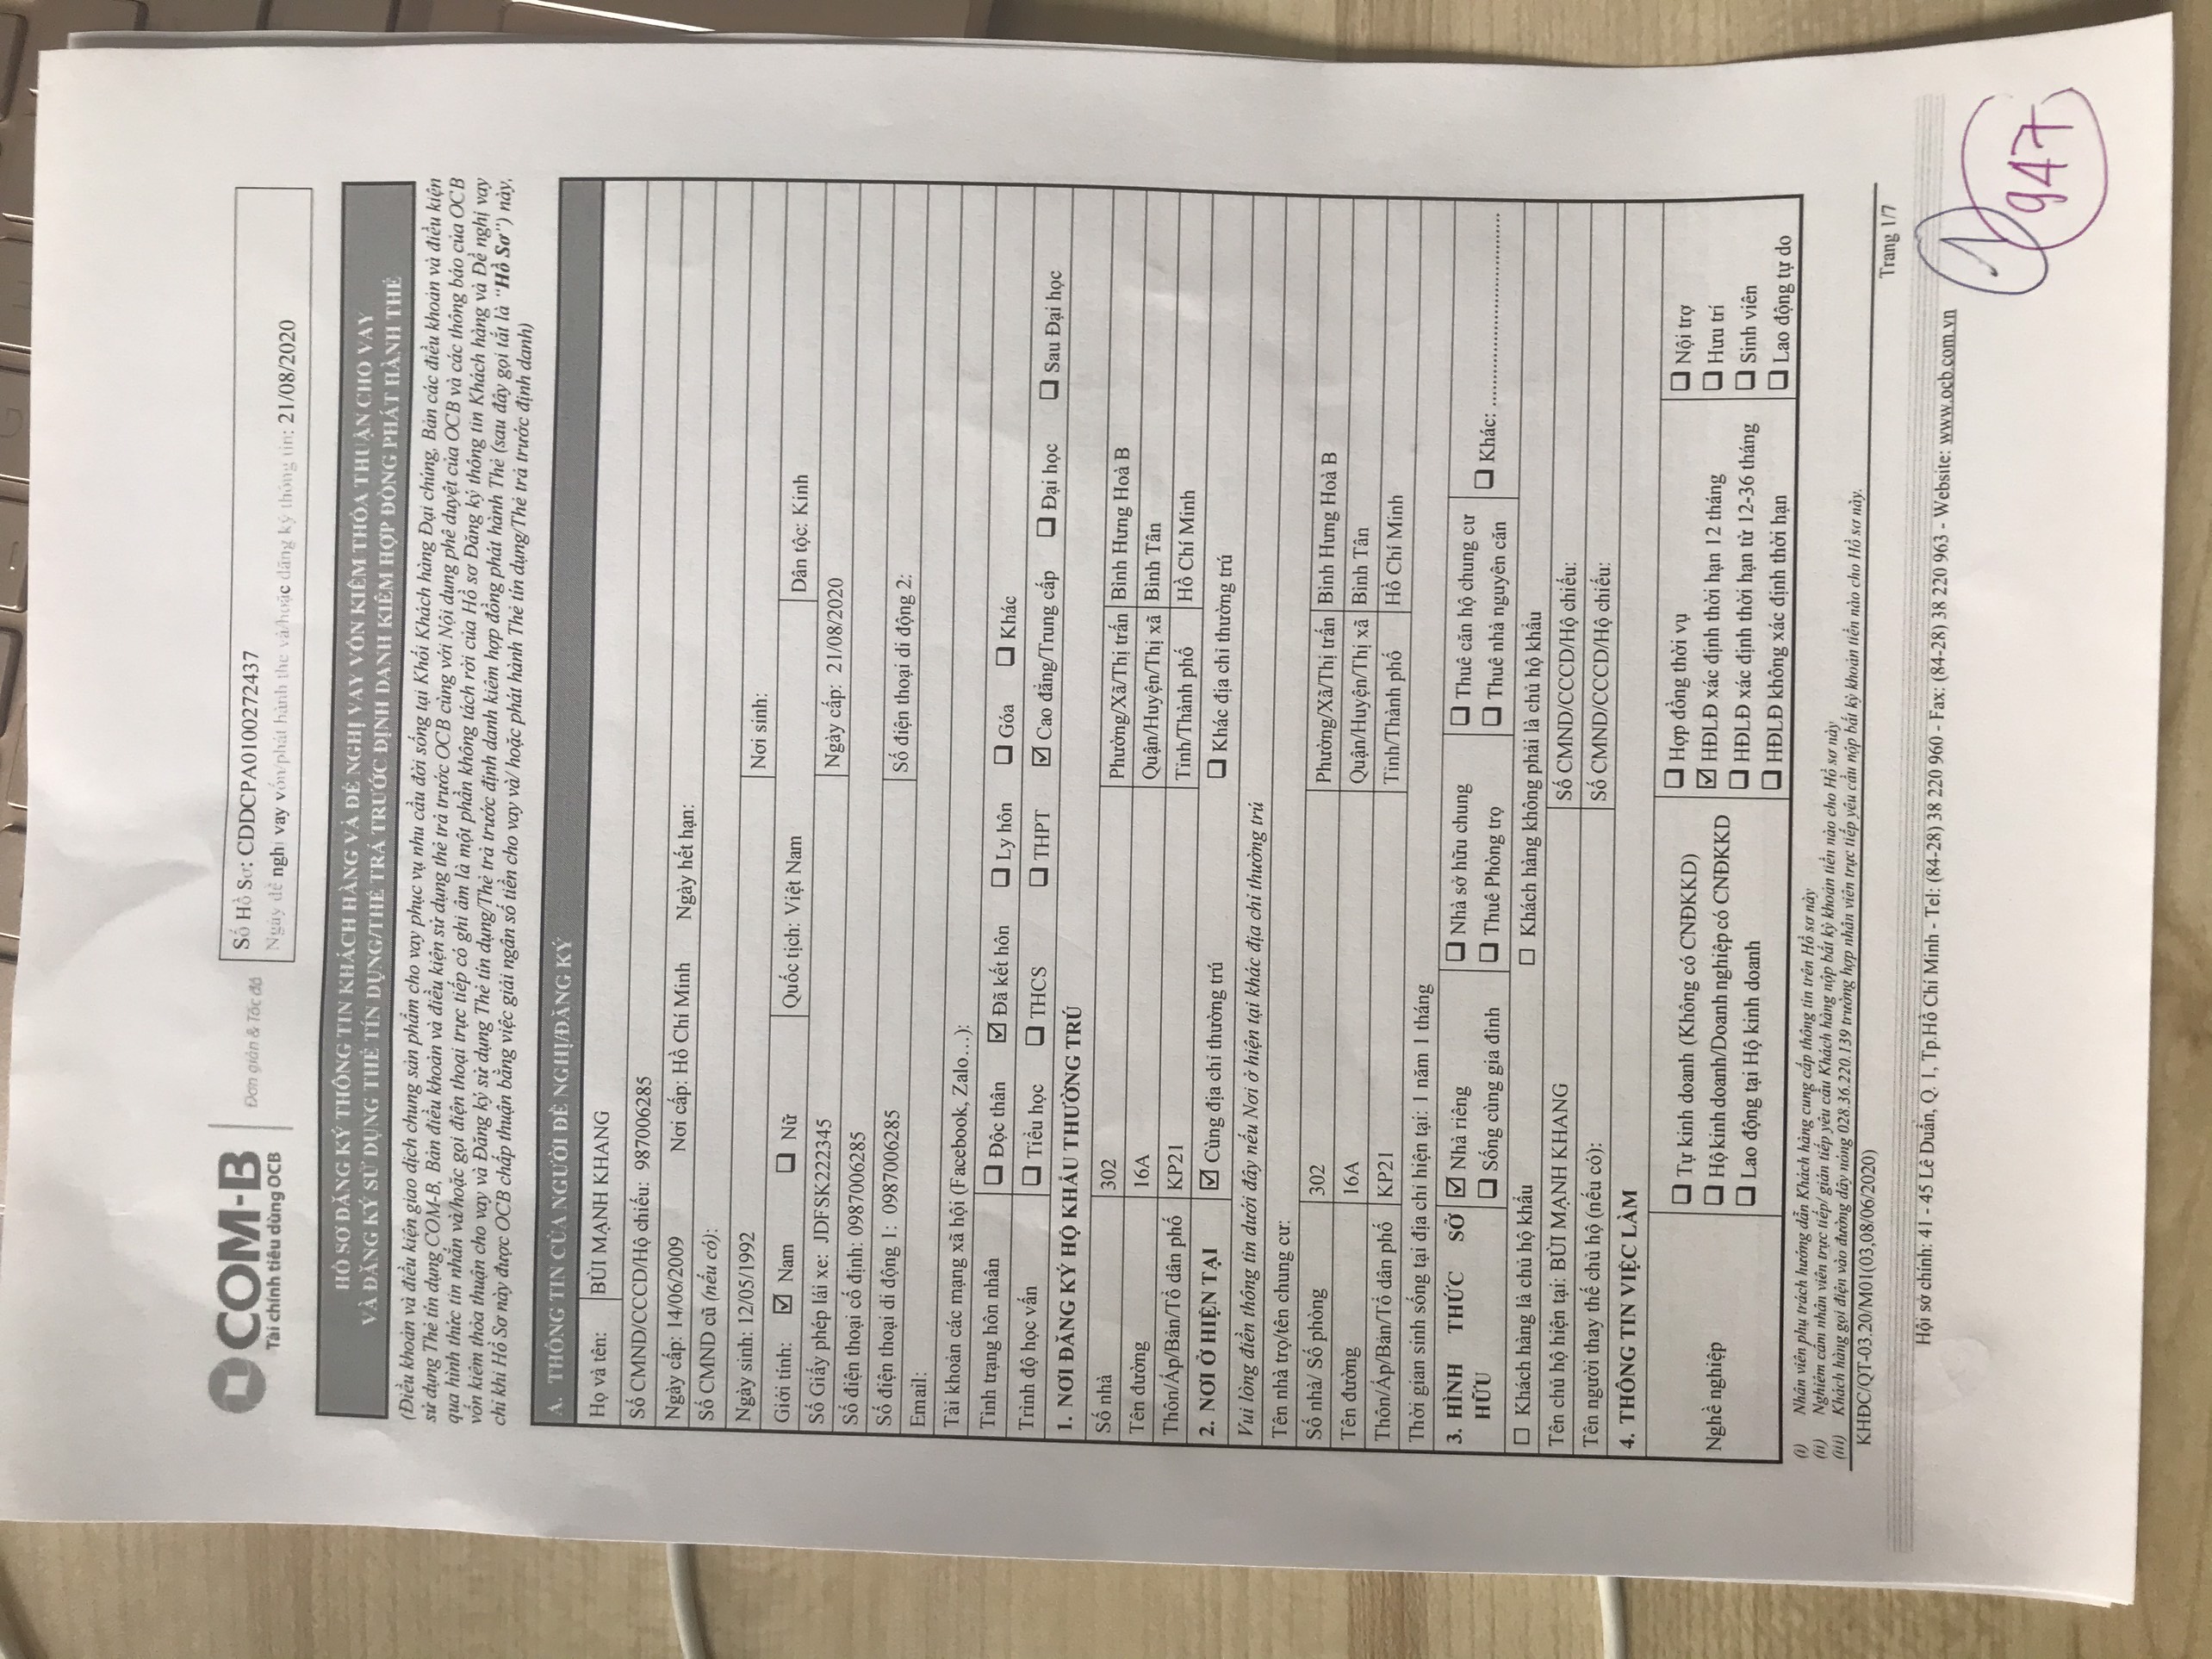 COM-B
Tài chính tiêu dùng OCB
Đơn giản & Tốc độ
Số Hồ Sơ: CDDCPA0100272437
Ngày đề nghị vay vốn/phát hành thẻ và/hoặc đăng ký thông tin: 21/08/2020
HỒ SƠ ĐĂNG KÝ THÔNG TIN KHÁCH HÀNG VÀ ĐỀ NGHỊ VAY VỐN KIÊM THỎA THUẬN CHO VAY
VÀ ĐĂNG KÝ SỬ DỤNG THẺ TÍN DỤNG/THẺ TRẢ TRƯỚC ĐỊNH DANH KIÊM HỢP ĐỒNG PHÁT HÀNH THẺ
(Điều khoản và điều kiện giao dịch chung sản phẩm cho vay phục vụ nhu cầu đời sống tại Khối Khách hàng Đại chúng, Bản các điều khoản và điều kiện
sử dụng Thẻ tín dụng COM-B, Bản điều khoản và điều kiện sử dụng thẻ trả trước OCB cùng với Nội dung phê duyệt của OCB và các thông báo của OCB
qua hình thức tin nhắn và/hoặc gọi điện thoại trực tiếp có ghi âm là một phần không tách rời của Hồ sơ Đăng ký thông tin Khách hàng và Đề nghị vay
vốn kiêm thỏa thuận cho vay và Đăng ký sử dụng Thẻ tín dụng/Thẻ trả trước định danh kiêm hợp đồng phát hành Thẻ (sau đây gọi tắt là "Hồ Sơ") này,
chỉ khi Hồ Sơ này được OCB chấp thuận bằng việc giải ngân số tiền cho vay và/ hoặc phát hành Thẻ tín dụng/Thẻ trả trước định danh)
A. THÔNG TIN CỦA NGƯỜI ĐỀ NGHỊ/ĐĂNG KÝ
Họ và tên: BÙI MẠNH KHANG
Số CMND/CCCD/Hộ chiếu: 987006285
Ngày cấp: 14/06/2009 Nơi cấp: Hồ Chí Minh Ngày hết hạn:
Số CMND cũ (nếu có):
Ngày sinh: 12/05/1992 Nơi sinh:
Giới tính: ☑ Nam ☐ Nữ Quốc tịch: Việt Nam Dân tộc: Kinh
Số Giấy phép lái xe: JDFSK222345 Ngày cấp: 21/08/2020
Số điện thoại cố định: 0987006285
Số điện thoại di động 1: 0987006285 Số điện thoại di động 2:
Email:
Tài khoản các mạng xã hội (Facebook, Zalo…):
Tình trạng hôn nhân ☐ Độc thân ☑ Đã kết hôn ☐ Ly hôn ☐ Góa ☐ Khác
Trình độ học vấn ☐ Tiểu học ☐ THCS ☐ THPT ☑ Cao đẳng/Trung cấp ☐ Đại học ☐ Sau Đại học
1. NƠI ĐĂNG KÝ HỘ KHẨU THƯỜNG TRÚ
Số nhà 302 Phường/Xã/Thị trấn Bình Hưng Hoà B
Tên đường 16A Quận/Huyện/Thị xã Bình Tân
Thôn/Ấp/Bản/Tổ dân phố KP21 Tỉnh/Thành phố Hồ Chí Minh
2. NƠI Ở HIỆN TẠI ☑ Cùng địa chỉ thường trú ☐ Khác địa chỉ thường trú
Vui lòng điền thông tin dưới đây nếu Nơi ở hiện tại khác địa chỉ thường trú
Tên nhà trọ/tên chung cư:
Số nhà/ Số phòng 302 Phường/Xã/Thị trấn Bình Hưng Hoà B
Tên đường 16A Quận/Huyện/Thị xã Bình Tân
Thôn/Ấp/Bản/Tổ dân phố KP21 Tỉnh/Thành phố Hồ Chí Minh
Thời gian sinh sống tại địa chỉ hiện tại: 1 năm 1 tháng
3. HÌNH THỨC SỞ ☑ Nhà riêng ☐ Nhà sở hữu chung ☐ Thuê căn hộ chung cư ☐ Khác: ........................
HỮU ☐ Sống cùng gia đình ☐ Thuê Phòng trọ ☐ Thuê nhà nguyên căn
☐ Khách hàng là chủ hộ khẩu ☐ Khách hàng không phải là chủ hộ khẩu
Tên chủ hộ hiện tại: BÙI MẠNH KHANG Số CMND/CCCD/Hộ chiếu:
Tên người thay thế chủ hộ (nếu có): Số CMND/CCCD/Hộ chiếu:
4. THÔNG TIN VIỆC LÀM
☐ Tự kinh doanh (Không có CNĐKKD) ☐ Hợp đồng thời vụ ☐ Nội trợ
Nghề nghiệp ☐ Hộ kinh doanh/Doanh nghiệp có CNĐKKD ☑ HĐLĐ xác định thời hạn 12 tháng ☐ Hưu trí
☐ Lao động tại Hộ kinh doanh ☐ HĐLĐ xác định thời hạn từ 12-36 tháng ☐ Sinh viên
☐ HĐLĐ không xác định thời hạn ☐ Lao động tự do
(i) Nhân viên phụ trách hướng dẫn Khách hàng cung cấp thông tin trên Hồ sơ này
(ii) Nghiêm cấm nhân viên trực tiếp/ gián tiếp yêu cầu Khách hàng nộp bất kỳ khoản tiền nào cho Hồ sơ này
(iii) Khách hàng gọi điện vào đường dây nóng 028.36.220.139 trường hợp nhân viên trực tiếp yêu cầu nộp bất kỳ khoản tiền nào cho Hồ sơ này.
KHĐC/QT-03.20/M01(03,08/06/2020)
Trang 1/7
Hội sở chính: 41 - 45 Lê Duẩn, Q. 1, Tp.Hồ Chí Minh - Tel: (84-28) 38 220 960 - Fax: (84-28) 38 220 963 - Website: www.ocb.com.vn
1
947